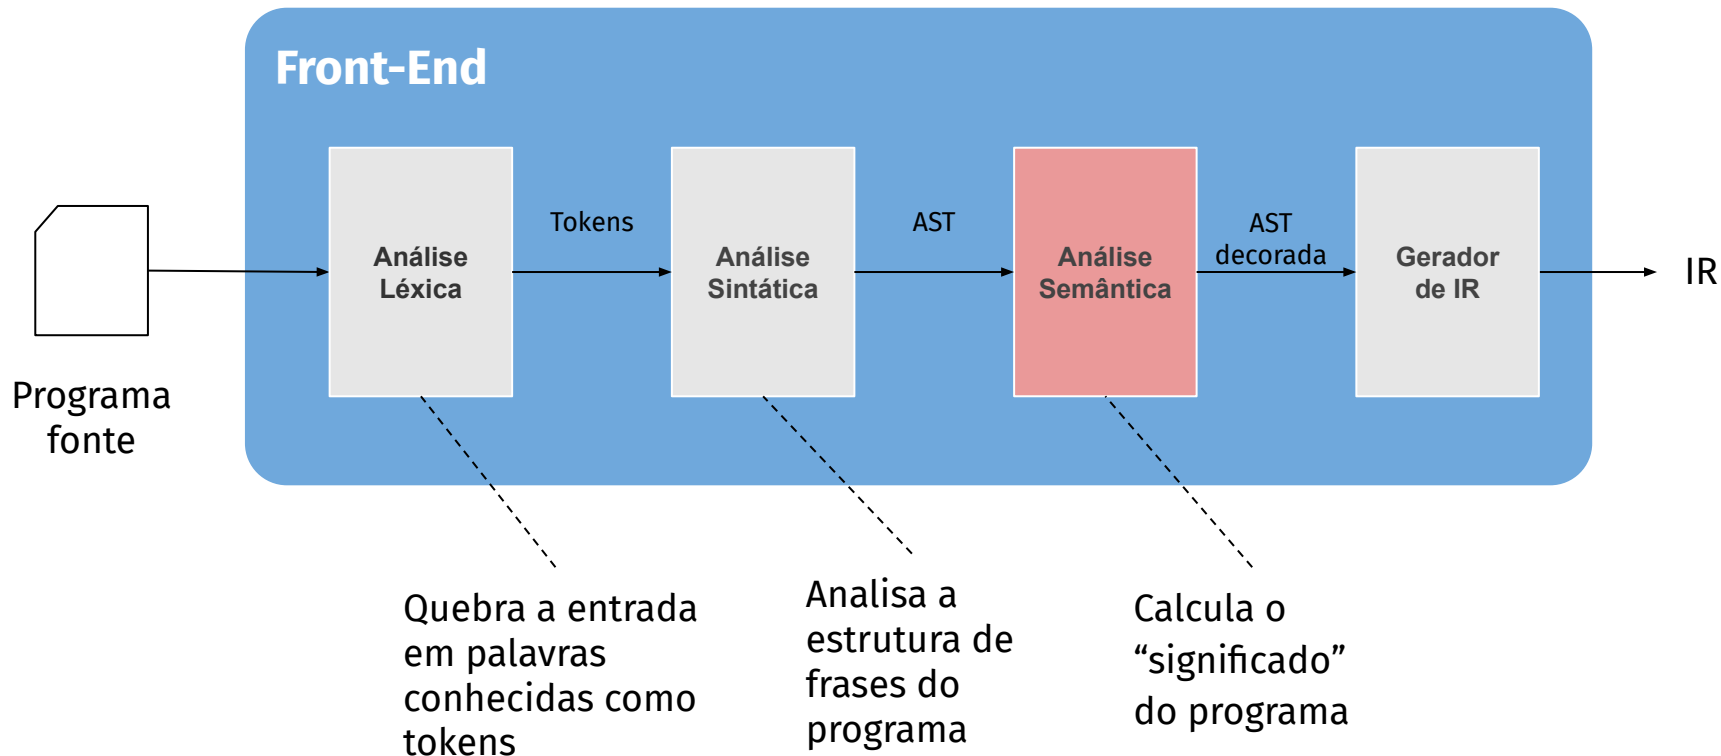 Front-End
Programa
fonte
Análise
Léxica
Tokens
Análise
Sintática
AST
Análise
Semântica
AST
decorada
Gerador
de IR
IR
Quebra a entrada
em palavras
conhecidas como
tokens
Analisa a
estrutura de
frases do
programa
Calcula o
“significado”
do programa